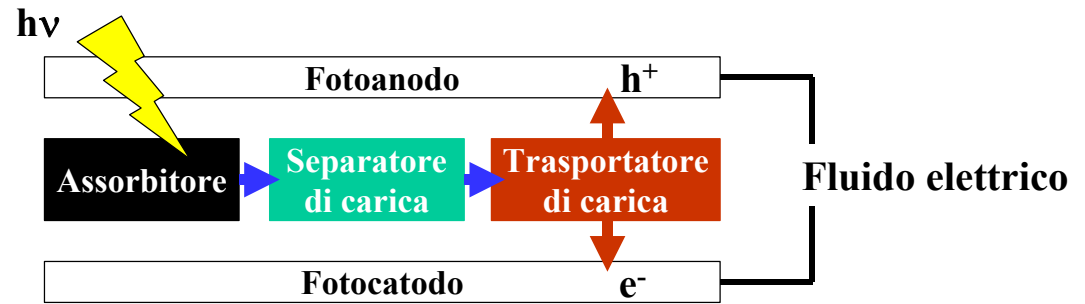 hν
Fotoanodo h⁺
Assorbitore
Separatore
di carica
Trasportatore
di carica
Fluido elettrico
Fotocatodo e⁻